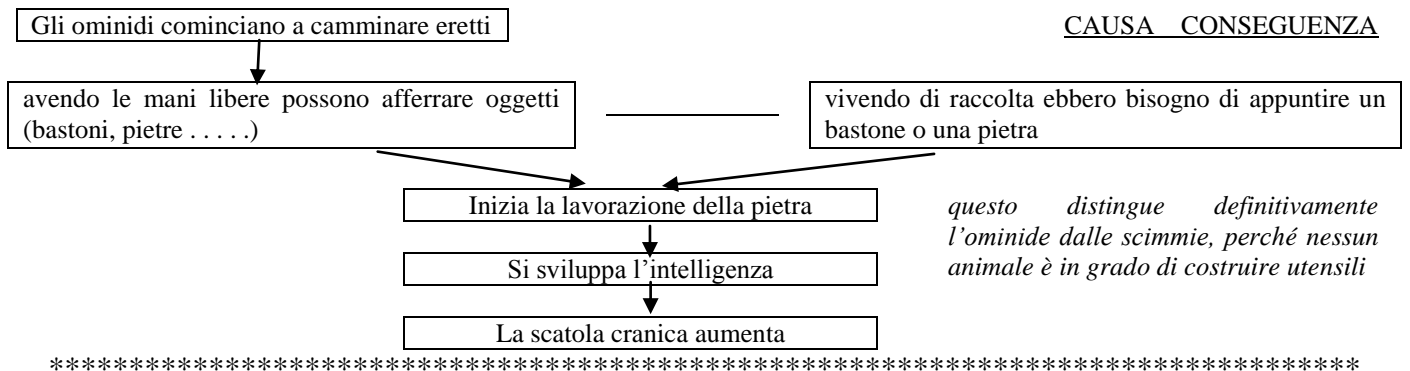 Gli ominidi cominciano a camminare eretti
CAUSA CONSEGUENZA
avendo le mani libere possono afferrare oggetti
(bastoni, pietre . . . . .)
vivendo di raccolta ebbero bisogno di appuntire un
bastone o una pietra
Inizia la lavorazione della pietra
questo distingue definitivamente
l'ominide dalle scimmie, perché nessun
animale è in grado di costruire utensili
Si sviluppa l'intelligenza
La scatola cranica aumenta
**********************************************************************************